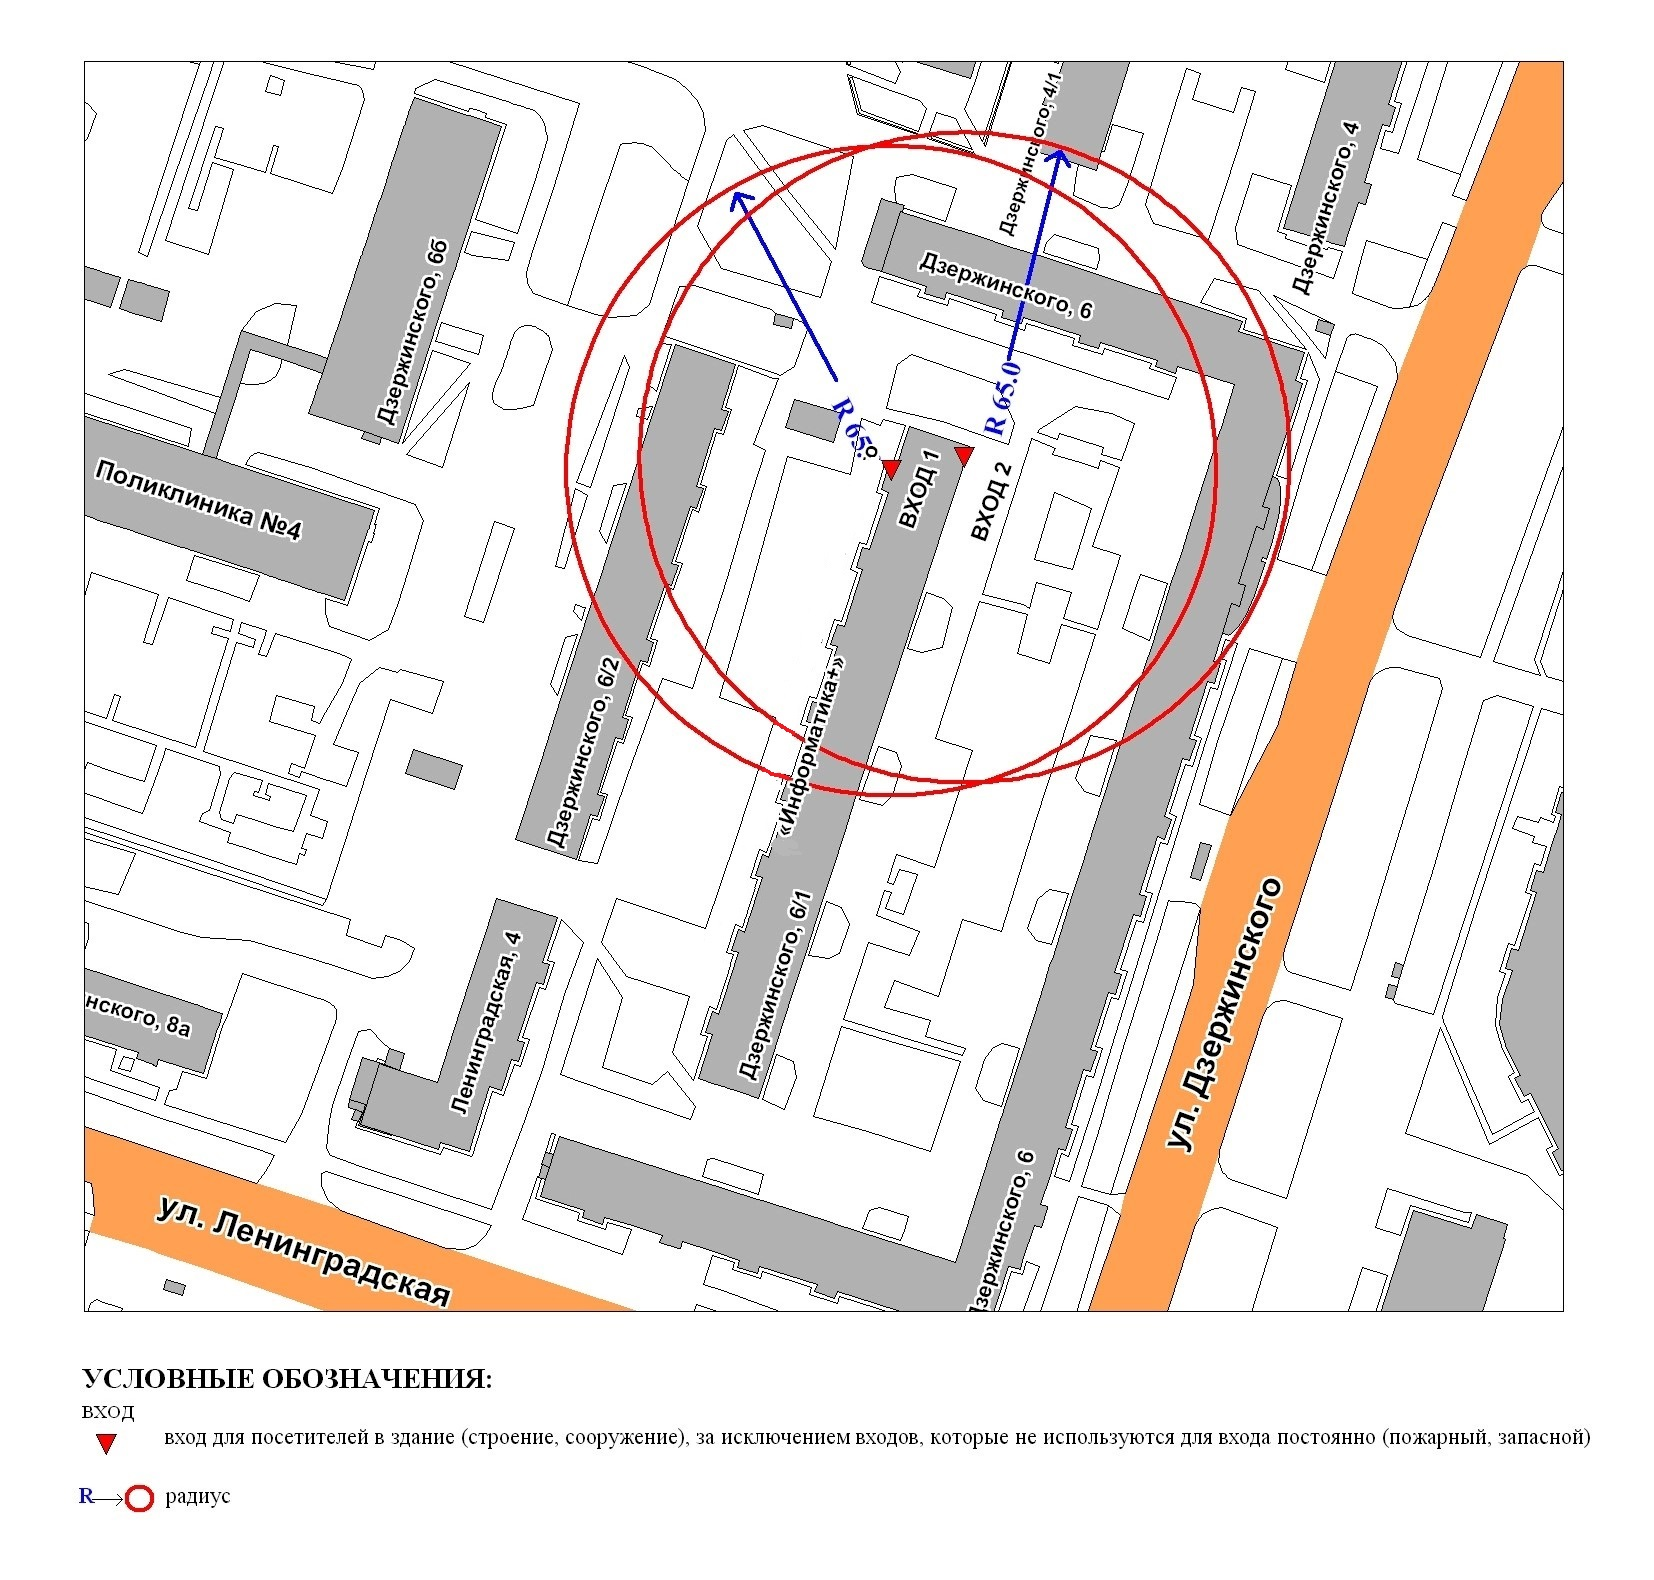 Дзержинского, 4/1
Дзержинского, 4
Дзержинского, 6б
Дзержинского, 6
R 65.0
R 65.0
Поликлиника №4
ВХОД 1
ВХОД 2
Дзержинского, 6/2
«Информатика+»
Дзержинского, 6/1
Ленинградская, 4
нского, 8а
ул. Дзержинского
Дзержинского, 6
ул. Ленинградская
УСЛОВНЫЕ ОБОЗНАЧЕНИЯ:
ВХОД
вход для посетителей в здание (строение, сооружение), за исключением входов, которые не используются для входа постоянно (пожарный, запасной)
R радиус